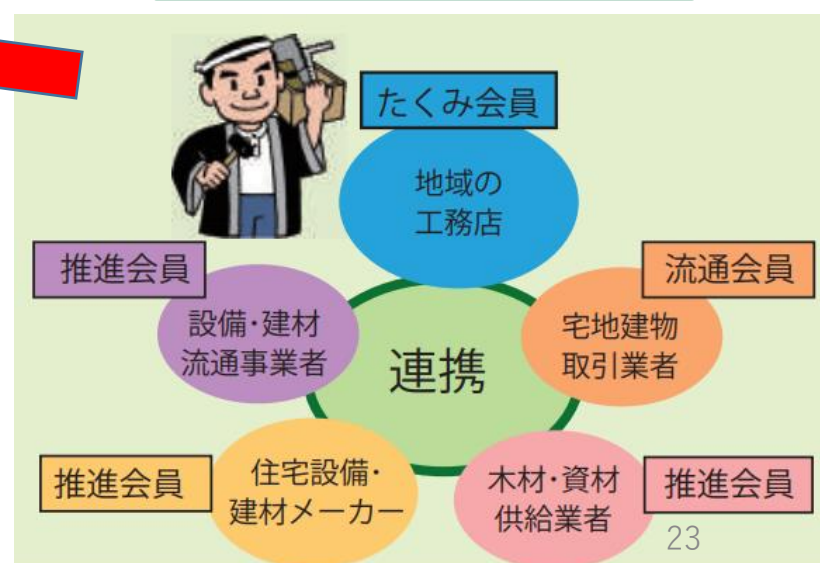 たくみ会員
地域の
工務店
推進会員
設備・建材
流通事業者
流通会員
宅地建物
取引業者
連携
推進会員
住宅設備・
建材メーカー
木材・資材
供給業者
推進会員
23